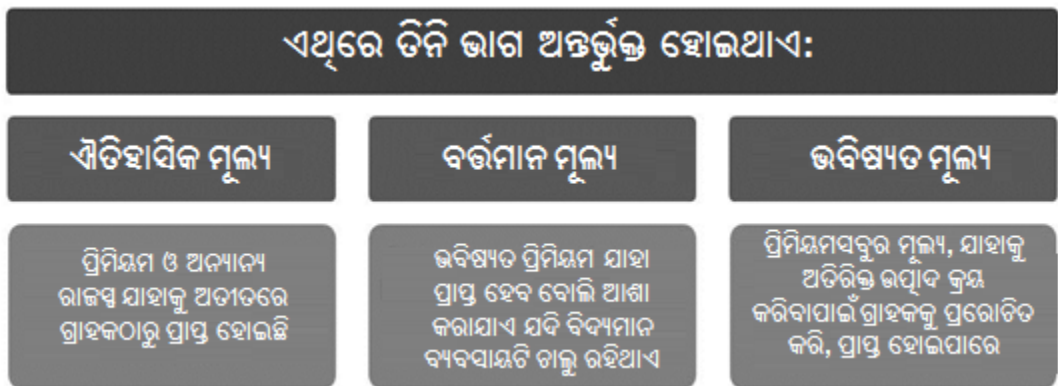 ଏଥିରେ ତିନି ଭାଗ ଅନ୍ତର୍ଭୁକ୍ତ ହୋଇଥାଏ:
ଐତିହାସିକ ମୂଲ୍ୟ
ପ୍ରିମିୟମ ଓ ଅନ୍ୟାନ୍ୟ
ରାଜସ୍ୱ ଯାହାକୁ ଅତୀତରେ
ଗ୍ରାହକଠାରୁ ପ୍ରାପ୍ତ ହୋଇଛି
ବର୍ତ୍ତମାନ ମୂଲ୍ୟ
ଭବିଷ୍ୟତ ପ୍ରିମିୟମ ଯାହା
ପ୍ରାପ୍ତ ହେବ ବୋଲି ଆଶା
କରାଯାଏ ଯଦି ବିଦ୍ୟମାନ
ବ୍ୟବସାୟଟି ଚାଲୁ ରହିଥାଏ
ଭବିଷ୍ୟତ ମୂଲ୍ୟ
ପ୍ରିମିୟମସବୁର ମୂଲ୍ୟ, ଯାହାକୁ
ଅତିରିକ୍ତ ଉତ୍ପାଦ କ୍ରୟ
କରିବାପାଇଁ ଗ୍ରାହକକୁ ପ୍ରରୋଚିତ
କରି, ପ୍ରାପ୍ତ ହୋଇପାରେ